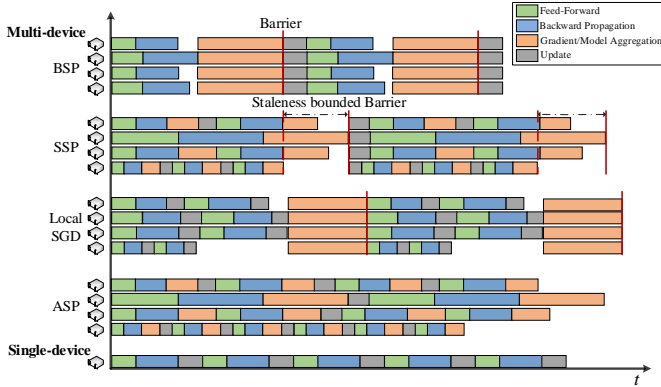 Multi-device
Barrier
Feed-Forward
Backward Propagation
Gradient/Model Aggregation
Update
BSP
Staleness bounded Barrier
SSP
Local
SGD
ASP
Single-device
t